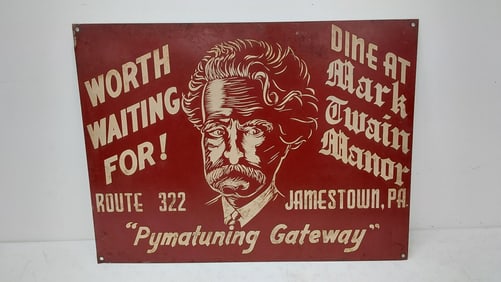 WORTH
WAITING
FOR!
DINE AT
Mark
Twain
Manor
ROUTE 322
JAMESTOWN, PA.
"Pymatuning Gateway"